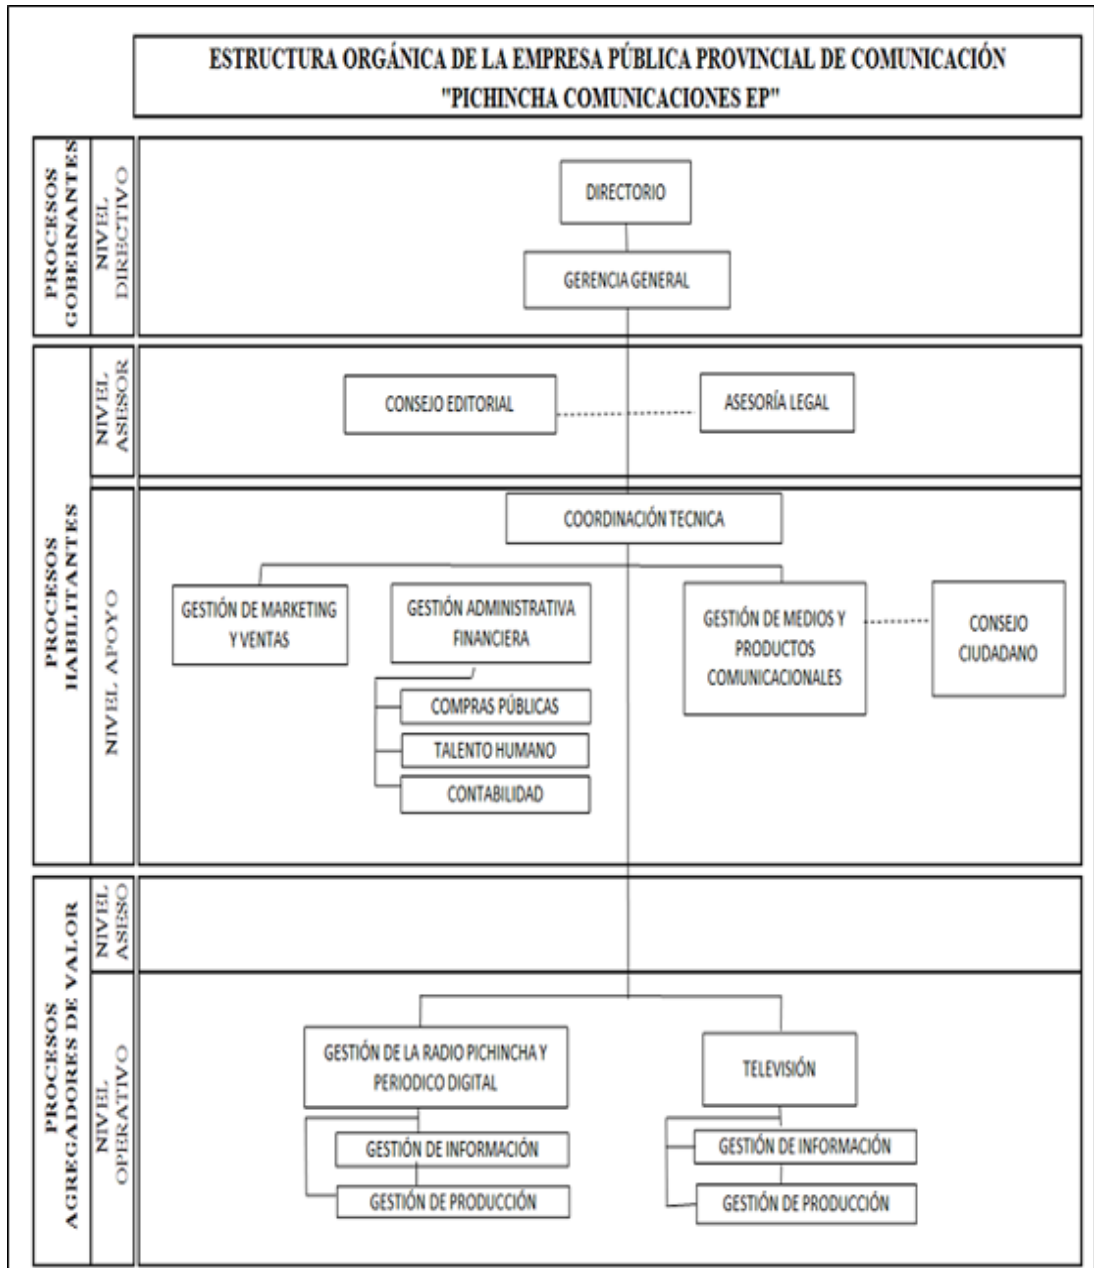 ESTRUCTURA ORGÁNICA DE LA EMPRESA PÚBLICA PROVINCIAL DE COMUNICACIÓN
"PICHINCHA COMUNICACIONES EP"
PROCESOS
GOBERNANTES
NIVEL
DIRECTIVO
DIRECTORIO
GERENCIA GENERAL
PROCESOS
HABILITANTES
NIVEL
ASESOR
CONSEJO EDITORIAL
ASESORÍA LEGAL
NIVEL APOYO
COORDINACIÓN TECNICA
GESTIÓN DE MARKETING
Y VENTAS
GESTIÓN ADMINISTRATIVA
FINANCIERA
COMPRAS PÚBLICAS
TALENTO HUMANO
CONTABILIDAD
GESTIÓN DE MEDIOS Y
PRODUCTOS
COMUNICACIONALES
CONSEJO
CIUDADANO
PROCESOS
AGREGADORES DE VALOR
NIVEL
ASESO
NIVEL
OPERATIVO
GESTIÓN DE LA RADIO PICHINCHA Y
PERIODICO DIGITAL
GESTIÓN DE INFORMACIÓN
GESTIÓN DE PRODUCCIÓN
TELEVISIÓN
GESTIÓN DE INFORMACIÓN
GESTIÓN DE PRODUCCIÓN